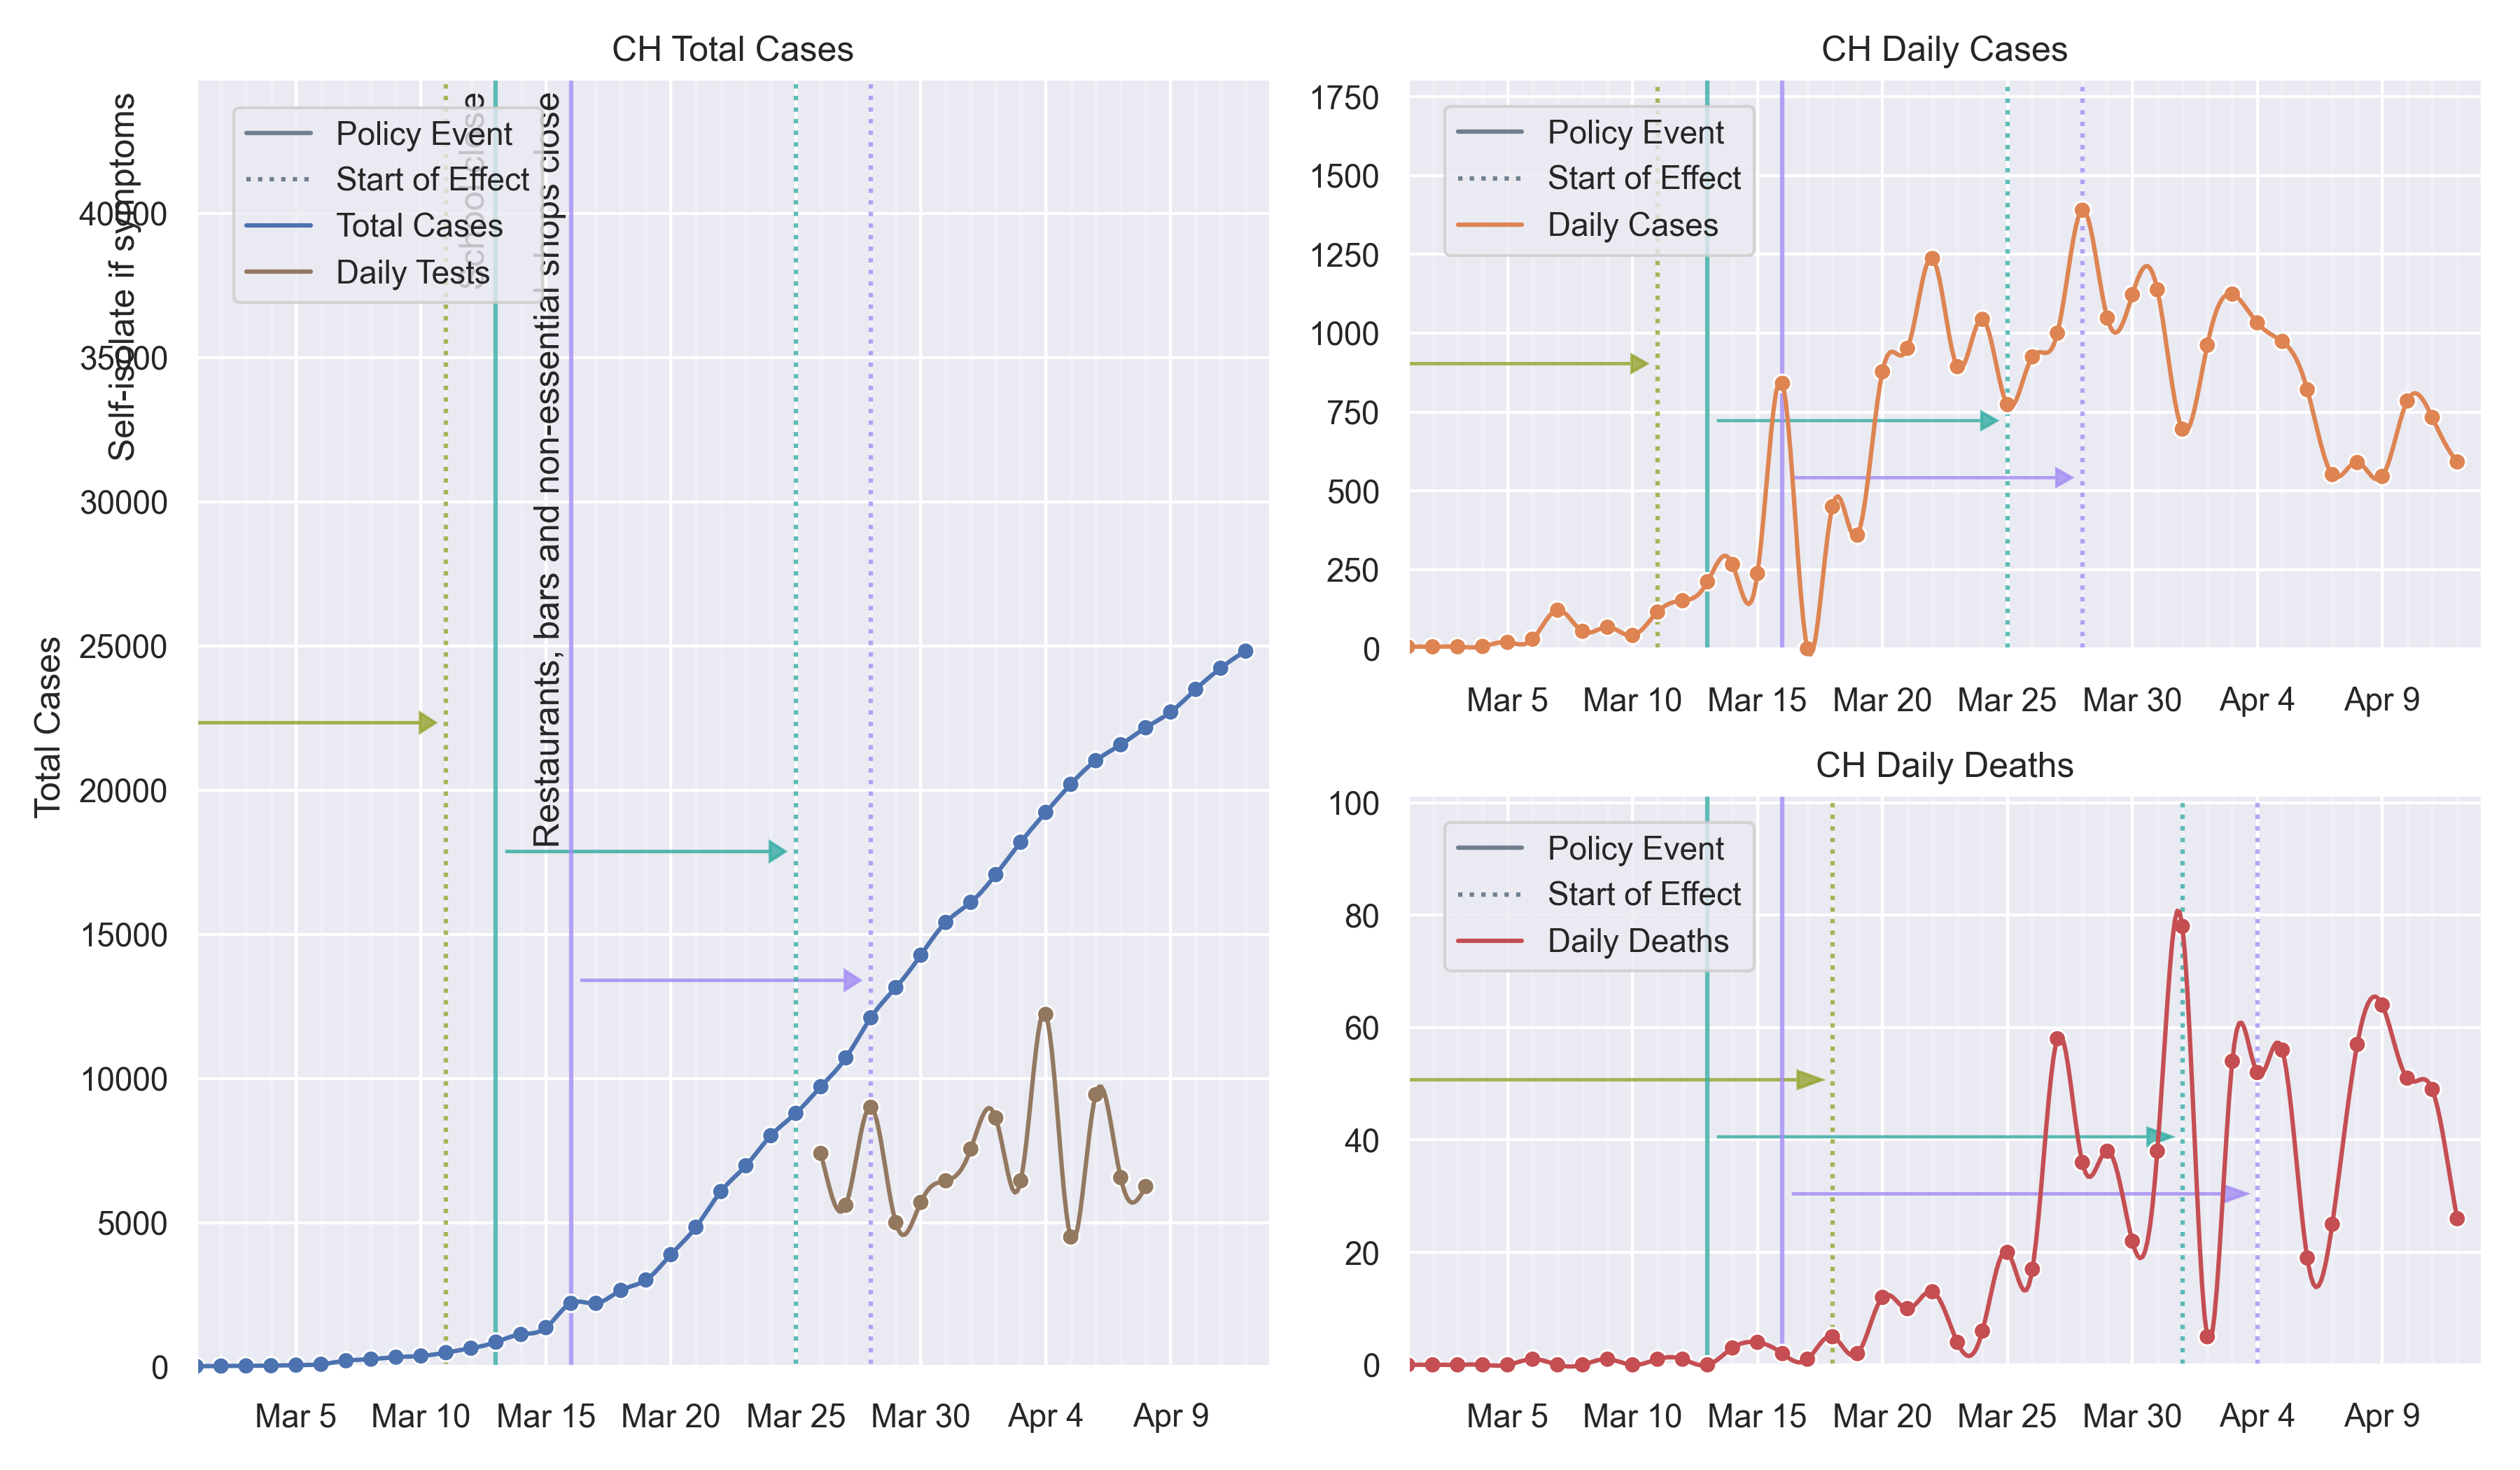 CH Total Cases
Policy Event
Start of Effect
Total Cases
Daily Tests
Self-isolate if symptoms
School close
Restaurants, bars and non-essential shops close
Total Cases
40000
35000
30000
25000
20000
15000
10000
5000
0
Mar 5 Mar 10 Mar 15 Mar 20 Mar 25 Mar 30 Apr 4 Apr 9
CH Daily Cases
Policy Event
Start of Effect
Daily Cases
1750
1500
1250
1000
750
500
250
0
Mar 5 Mar 10 Mar 15 Mar 20 Mar 25 Mar 30 Apr 4 Apr 9
CH Daily Deaths
Policy Event
Start of Effect
Daily Deaths
100
80
60
40
20
0
Mar 5 Mar 10 Mar 15 Mar 20 Mar 25 Mar 30 Apr 4 Apr 9